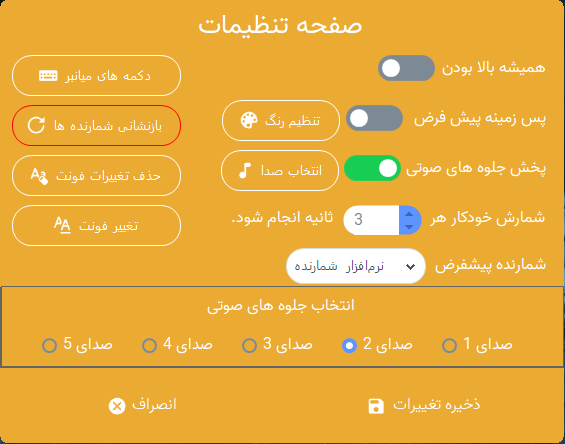 صفحه تنظیمات
همیشه بالا بودن
دکمه های میانبر
پس زمینه پیش فرض
تنظیم رنگ
بازنشانی شمارنده ها
پخش جلوه های صوتی
انتخاب صدا
حذف تغییرات فونت
شمارش خودکار هر 3 ثانیه انجام شود.
تغییر فونت
شمارنده پیشفرض
نرم‌افزار شمارنده
انتخاب جلوه های صوتی
صدای 1 صدای 2 صدای 3 صدای 4 صدای 5
ذخیره تغییرات
انصراف